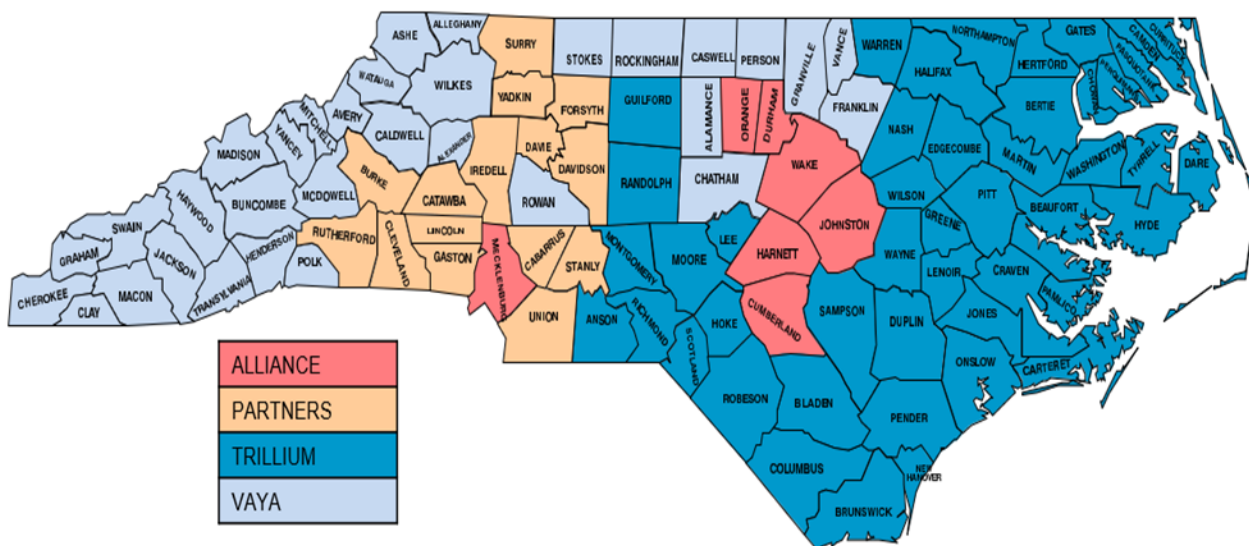 ALLEGHANY
ASHE
SURRY
STOKES
ROCKINGHAM
CASWELL
PERSON
GRANVILLE
VANCE
WARREN
NORTHAMPTON
GATES
CURRITUCK
CAMDEN
PASQUOTANK
PERQUIMANS
CHOWAN
HERTFORD
HALIFAX
BERTIE
WATAUGA
WILKES
YADKIN
FORSYTH
GUILFORD
ALAMANCE
ORANGE
DURHAM
FRANKLIN
NASH
EDGECOMBE
MARTIN
WASHINGTON
TYRRELL
DARE
MITCHELL
AVERY
CALDWELL
ALEXANDER
IREDELL
DAVIE
DAVIDSON
RANDOLPH
CHATHAM
WAKE
WILSON
PITT
BEAUFORT
HYDE
MADISON
YANCEY
MCDOWELL
BURKE
CATAWBA
ROWAN
JOHNSTON
GREENE
HAYWOOD
BUNCOMBE
RUTHERFORD
CLEVELAND
LINCOLN
GASTON
MECKLENBURG
CABARRUS
STANLY
MONTGOMERY
MOORE
LEE
HARNETT
WAYNE
LENOIR
CRAVEN
PAMLICO
SWAIN
GRAHAM
JACKSON
HENDERSON
POLK
TRANSYLVANIA
CHEROKEE
MACON
CLAY
UNION
ANSON
RICHMOND
SCOTLAND
HOKE
CUMBERLAND
SAMPSON
DUPLIN
JONES
ONSLOW
CARTERET
ROBESON
BLADEN
PENDER
COLUMBUS
BRUNSWICK
NEW
HANOVER
ALLIANCE
PARTNERS
TRILLIUM
VAYA